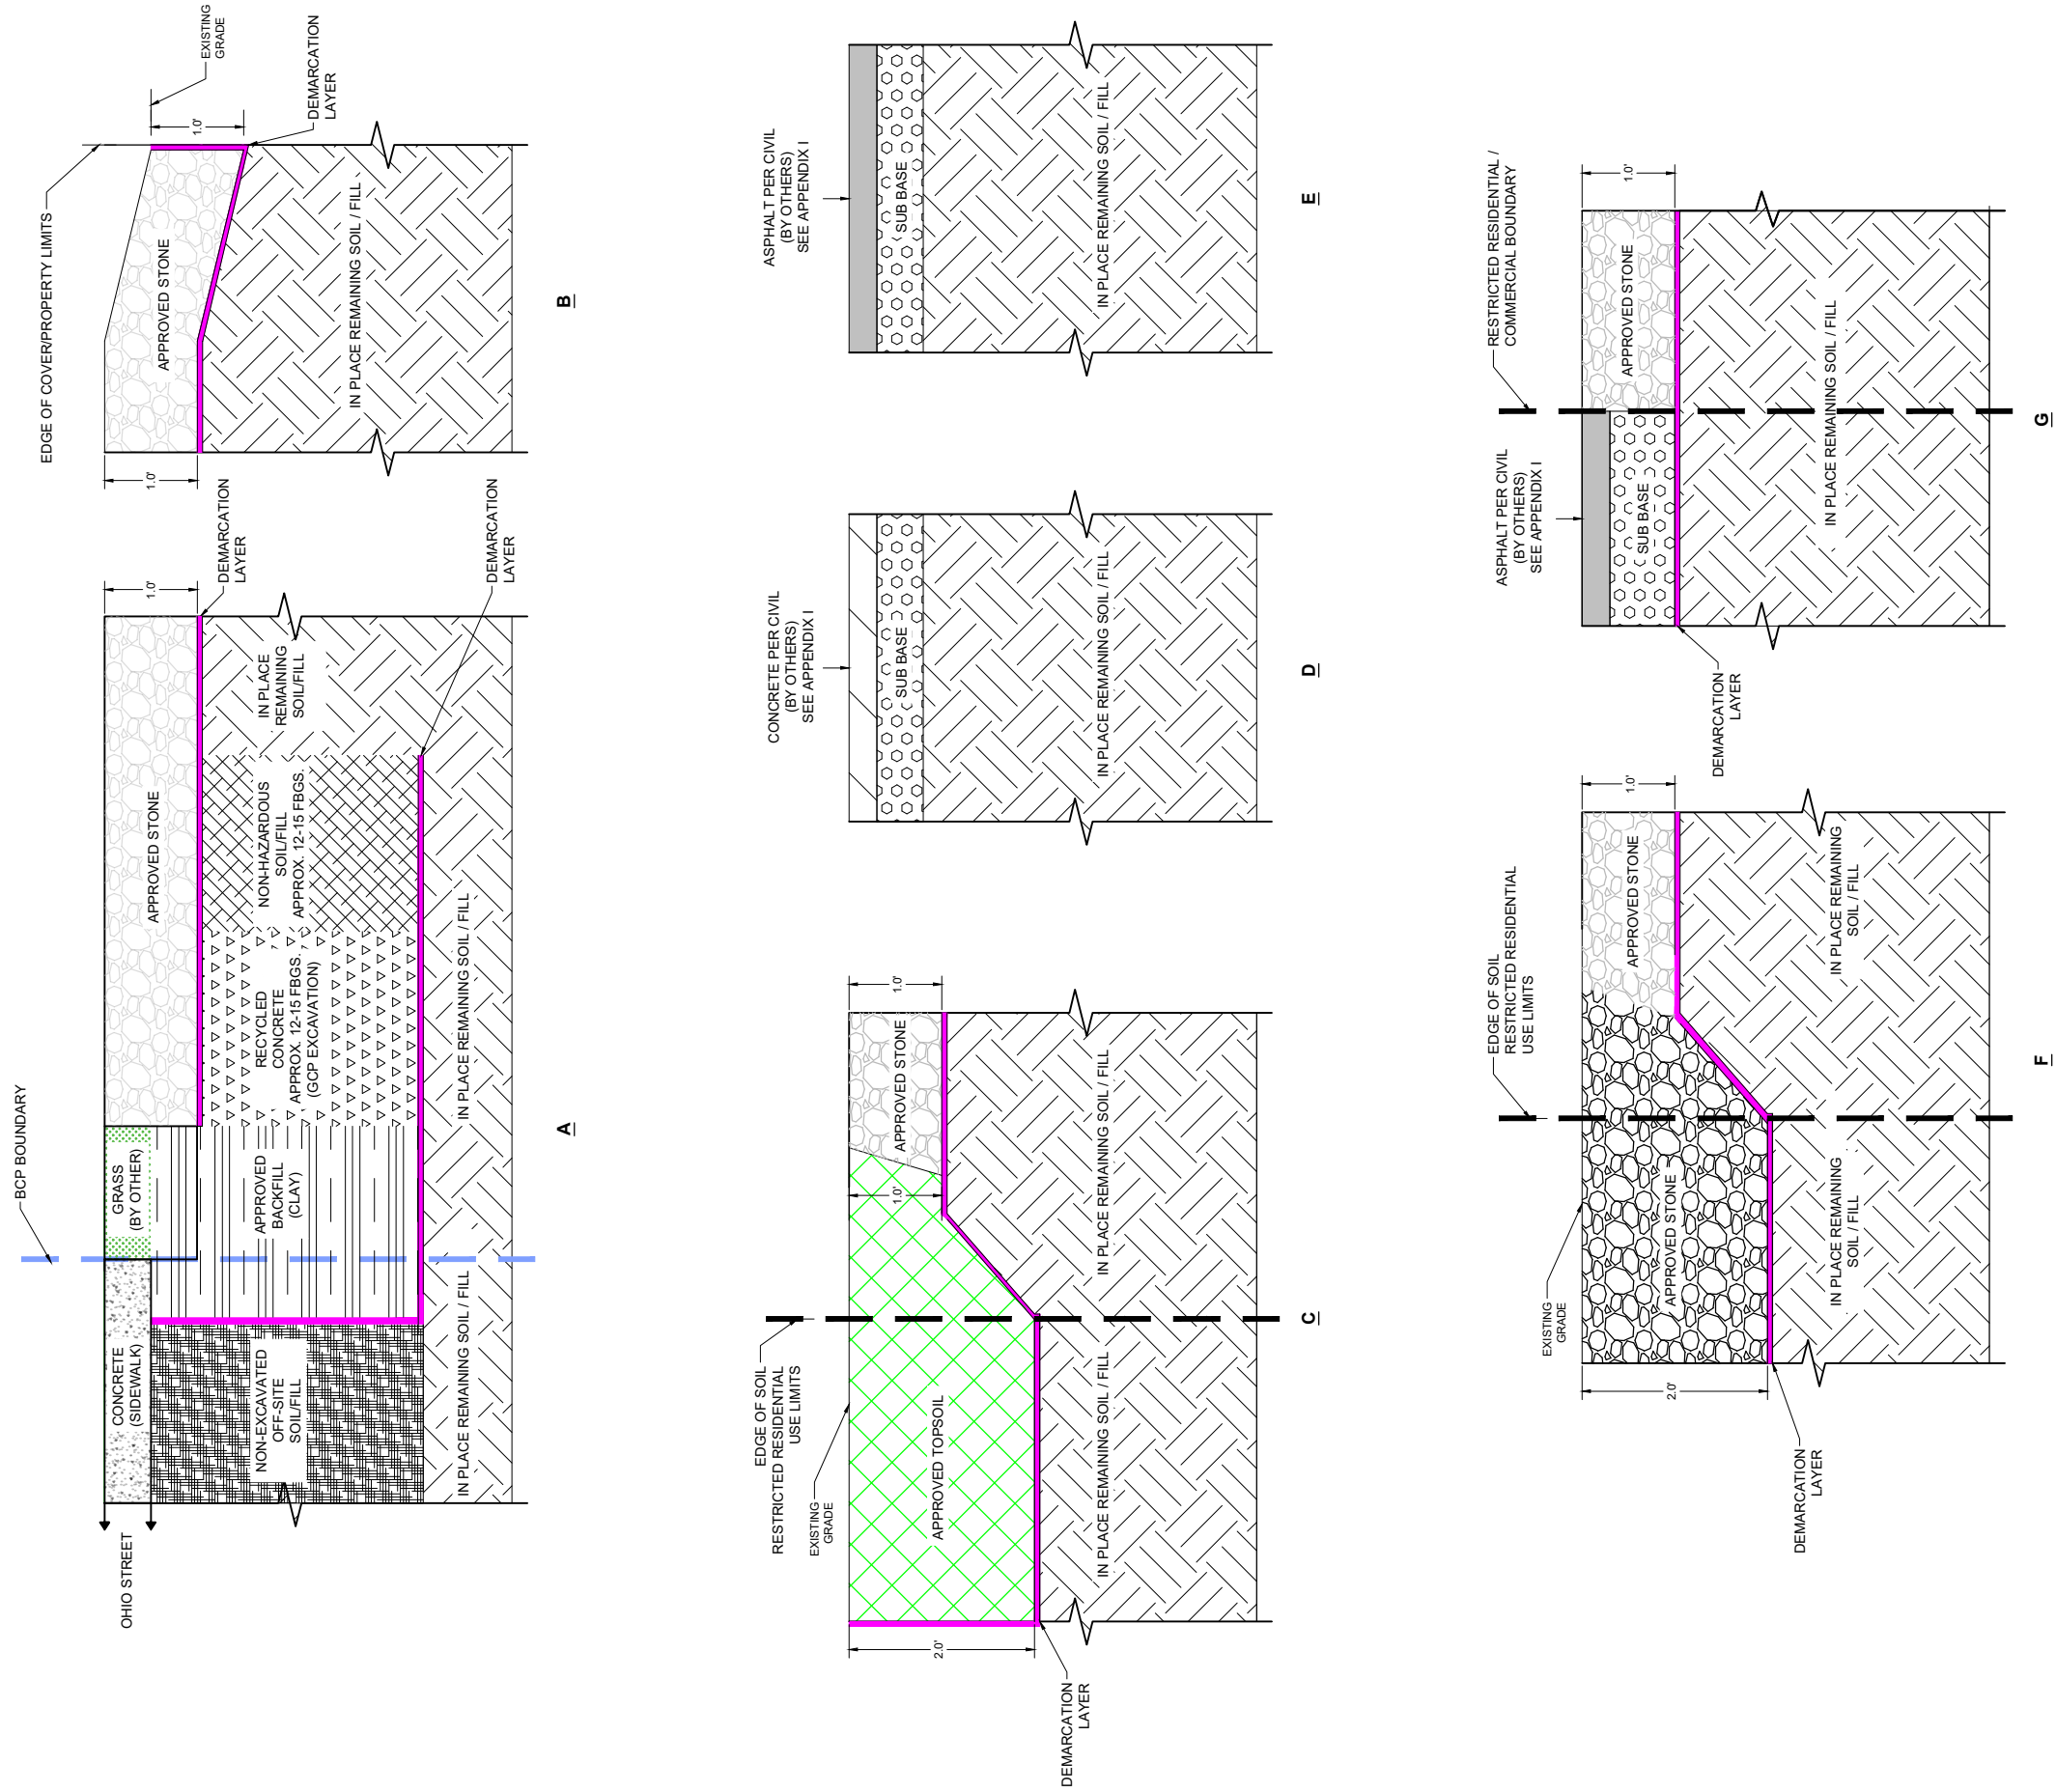 OHIO STREET
CONCRETE
(SIDEWALK)
BCP BOUNDARY
GRASS
(BY OTHER)
APPROVED STONE
1.0'
DEMARCATION
LAYER
NON-EXCAVATED
OFF-SITE
SOIL/FILL
APPROVED
BACKFILL
(CLAY)
RECYCLED
CONCRETE
APPROX. 12-15 FBGS.
(GCP EXCAVATION)
NON-HAZARDOUS
SOIL/FILL
APPROX. 12-15 FBGS.
IN PLACE
REMAINING
SOIL/FILL
DEMARCATION
LAYER
IN PLACE REMAINING SOIL / FILL
IN PLACE REMAINING SOIL / FILL
A
EDGE OF COVER/PROPERTY LIMITS
EXISTING
GRADE
1.0'
APPROVED STONE
1.0'
DEMARCATION
LAYER
IN PLACE REMAINING SOIL / FILL
B
EDGE OF SOIL
RESTRICTED RESIDENTIAL
USE LIMITS
EXISTING
GRADE
2.0'
APPROVED TOPSOIL
1.0'
APPROVED STONE
1.0'
DEMARCATION
LAYER
IN PLACE REMAINING SOIL / FILL
IN PLACE REMAINING SOIL / FILL
C
CONCRETE PER CIVIL
(BY OTHERS)
SEE APPENDIX I
SUB BASE
IN PLACE REMAINING SOIL / FILL
D
ASPHALT PER CIVIL
(BY OTHERS)
SEE APPENDIX I
SUB BASE
IN PLACE REMAINING SOIL / FILL
E
EDGE OF SOIL
RESTRICTED RESIDENTIAL
USE LIMITS
EXISTING
GRADE
2.0'
APPROVED STONE
APPROVED STONE
1.0'
DEMARCATION
LAYER
IN PLACE REMAINING
SOIL / FILL
IN PLACE REMAINING
SOIL / FILL
F
ASPHALT PER CIVIL
(BY OTHERS)
SEE APPENDIX I
RESTRICTED RESIDENTIAL /
COMMERCIAL BOUNDARY
SUB BASE
APPROVED STONE
1.0'
DEMARCATION
LAYER
IN PLACE REMAINING SOIL / FILL
G